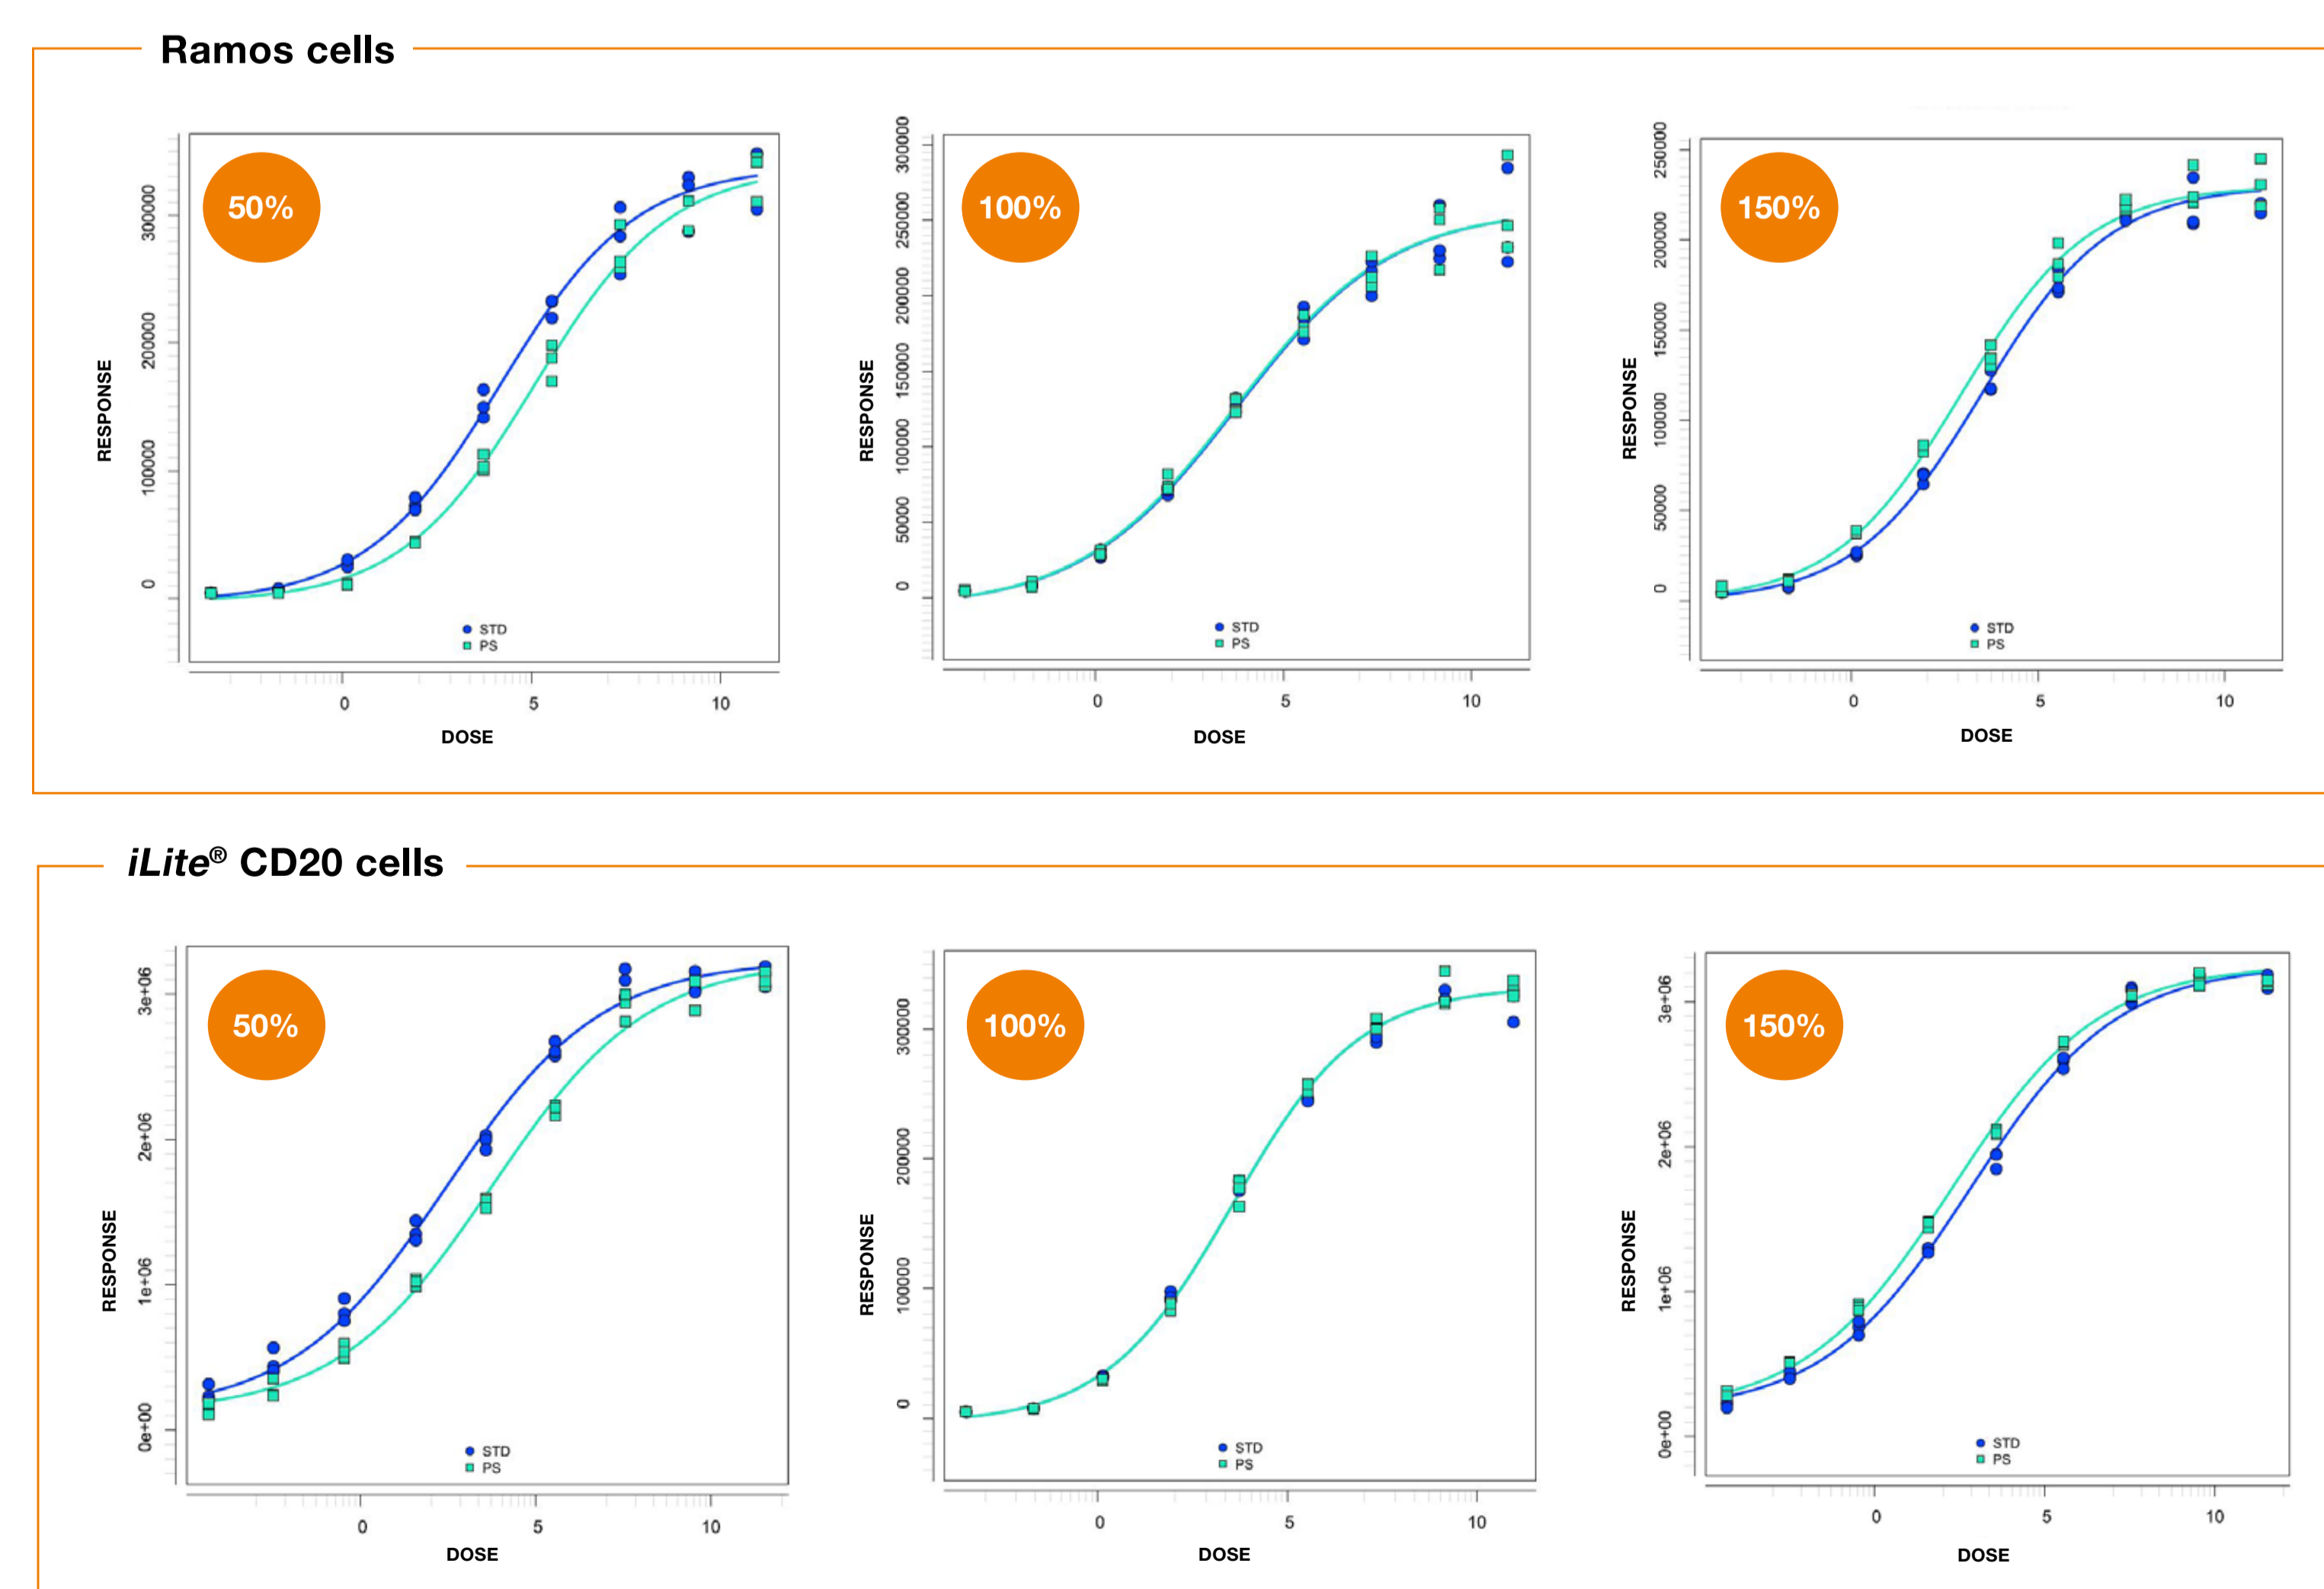 Ramos cells
50%
RESPONSE
0
100000
200000
300000
STD
PS
0 5 10
DOSE
100%
RESPONSE
0
50000
100000
150000
200000
250000
300000
STD
PS
0 5 10
DOSE
150%
RESPONSE
0
50000
100000
150000
200000
250000
STD
PS
0 5 10
DOSE
iLite® CD20 cells
50%
RESPONSE
0e+00
1e+06
2e+06
3e+06
STD
PS
0 5 10
DOSE
100%
RESPONSE
0
100000
200000
300000
STD
PS
0 5 10
DOSE
150%
RESPONSE
0e+00
1e+06
2e+06
3e+06
STD
PS
0 5 10
DOSE